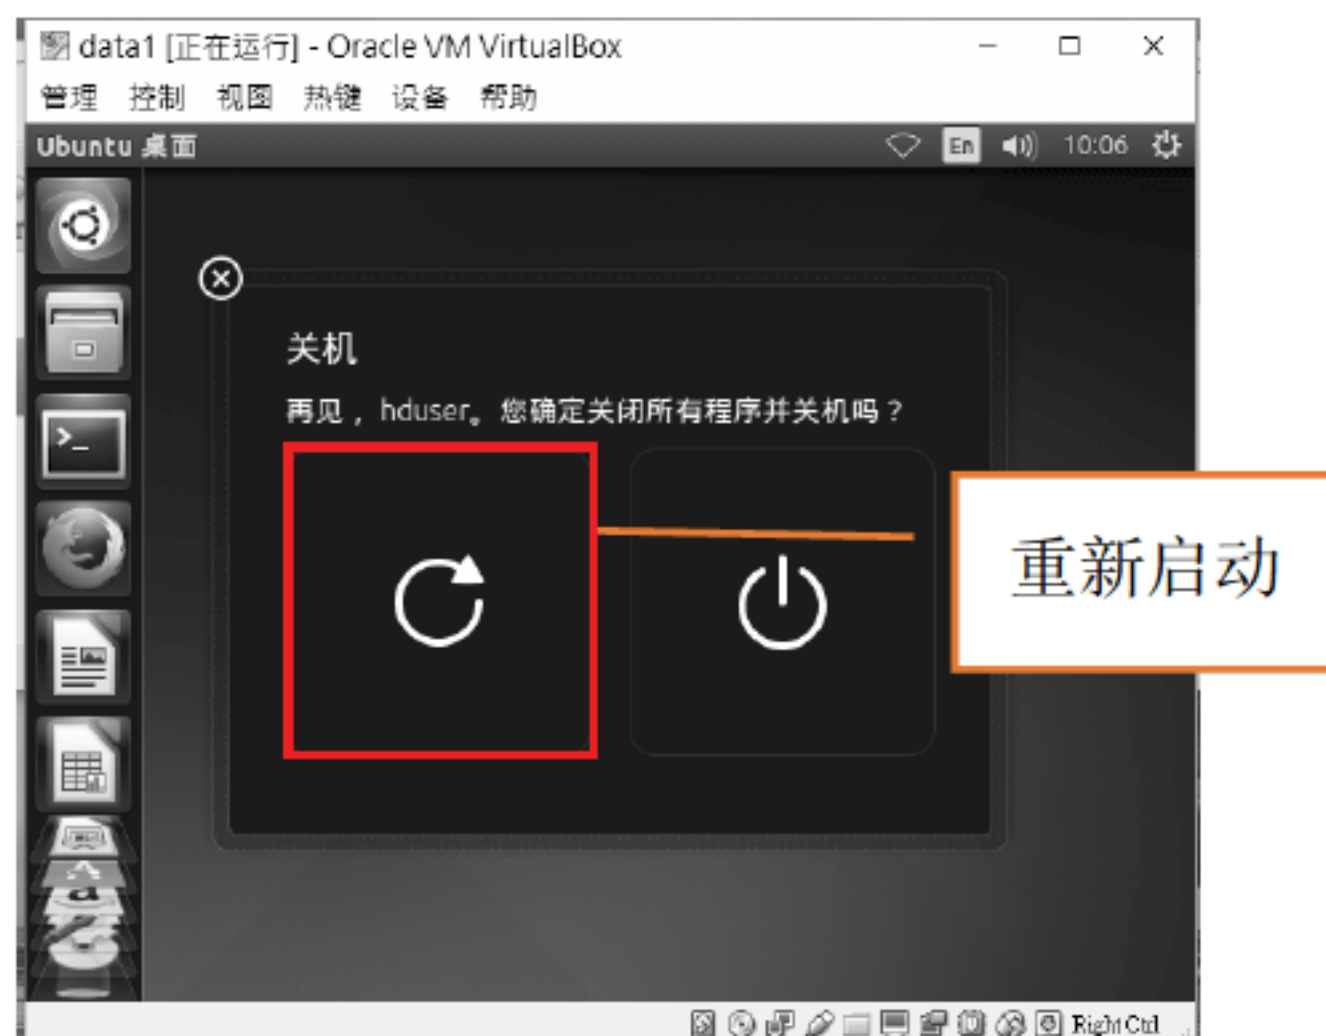 data1 [正在运行] - Oracle VM VirtualBox
管理 控制 视图 热键 设备 帮助
Ubuntu 桌面 En 10:06
关机
再见，hduser。您确定关闭所有程序并关机吗？
重新启动
Right Ctrl